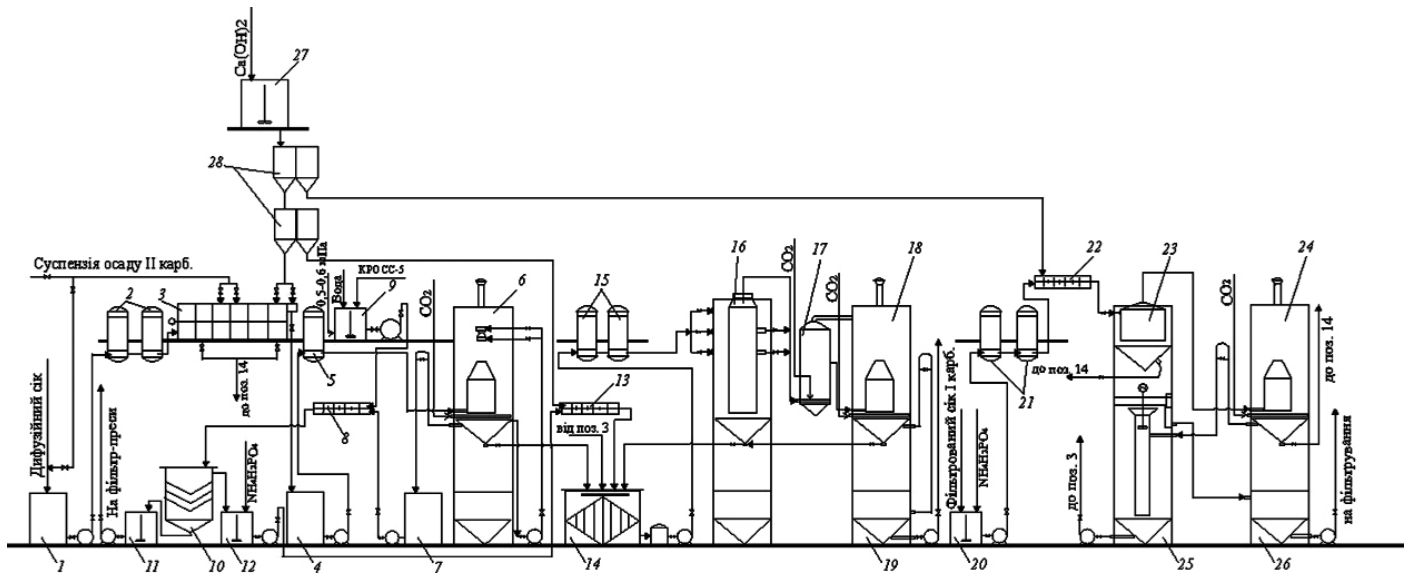 Ca(OH)2
27
28
Суспензія осаду II карб.
0,5-0,6 мПа
Вода
КРОСС-5
CO2
CO2
CO2
CO2
2
3
9
6
15
16
17
18
22
23
24
5
8
13
до поз. 14
до поз. 14
до поз. 14
від поз. 3
21
Дифузійний сік
На фільтр-преси
NH4H2PO4
Фільтрований сік I карб.
NH4H2PO4
до поз. 3
на фільтрування
1
11
10
12
4
7
14
19
20
25
26